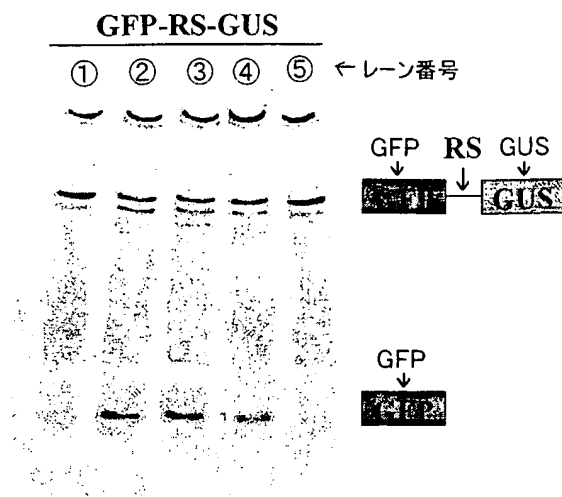 GFP-RS-GUS
① ② ③ ④ ⑤ ←レーン番号
GFP RS GUS
GUS
GFP
GFP